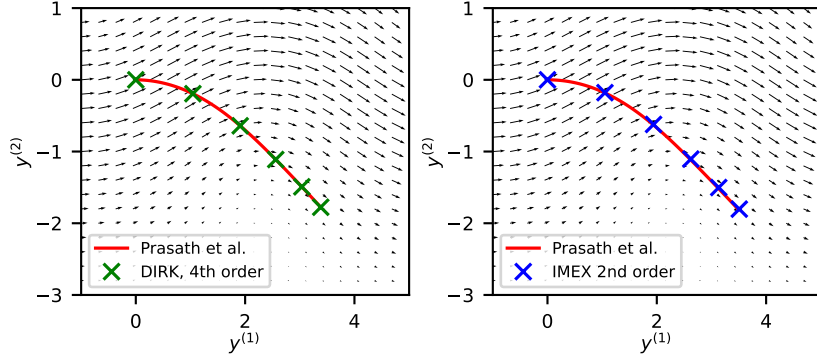 1
0
−1
−2
−3
y(2)
0
2
4
y(1)
Prasath et al.
DIRK, 4th order
1
0
−1
−2
−3
y(2)
0
2
4
y(1)
Prasath et al.
IMEX 2nd order